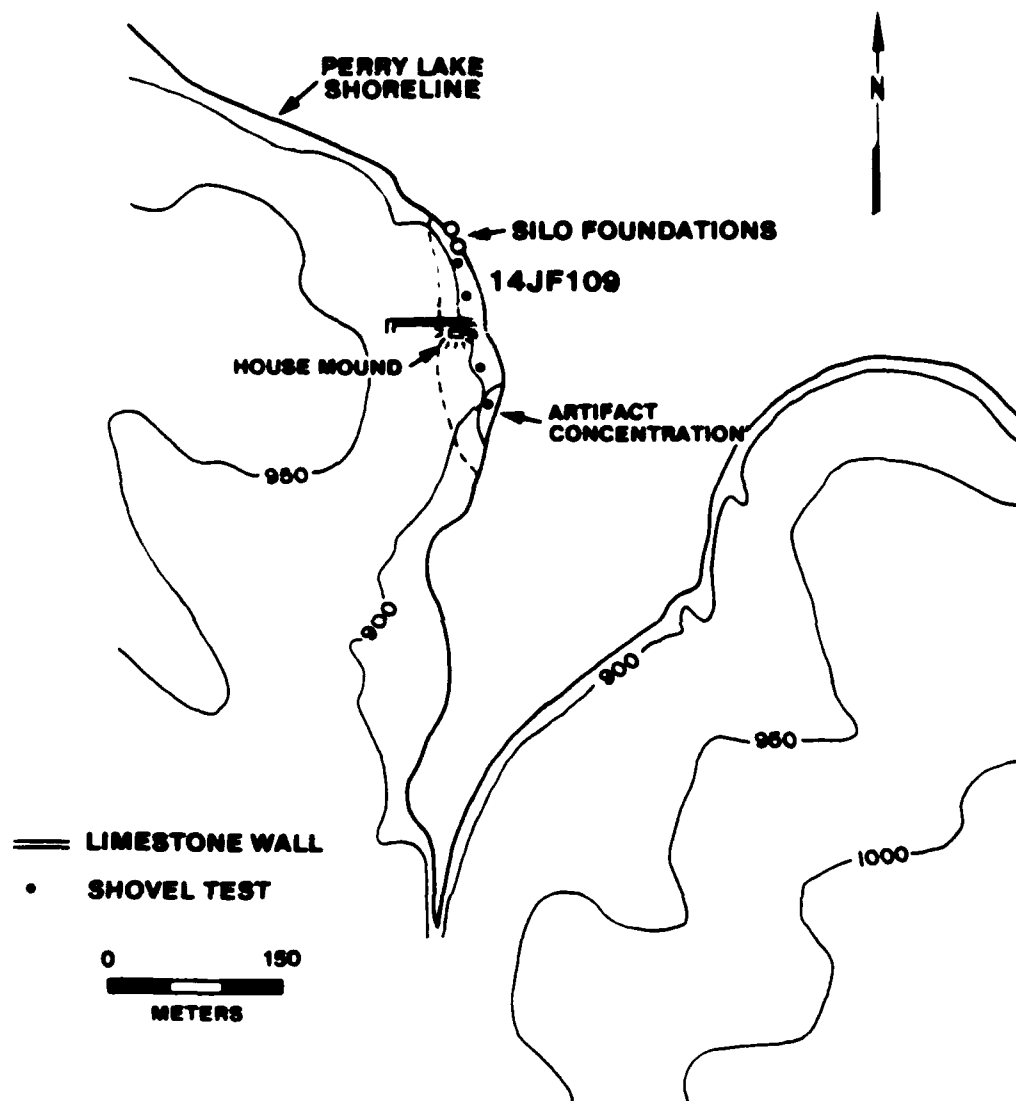 PERRY LAKE
SHORELINE
N
SILO FOUNDATIONS
14JF109
HOUSE MOUND
ARTIFACT
CONCENTRATION
950
900
900
950
1000
LIMESTONE WALL
SHOVEL TEST
0 150
METERS